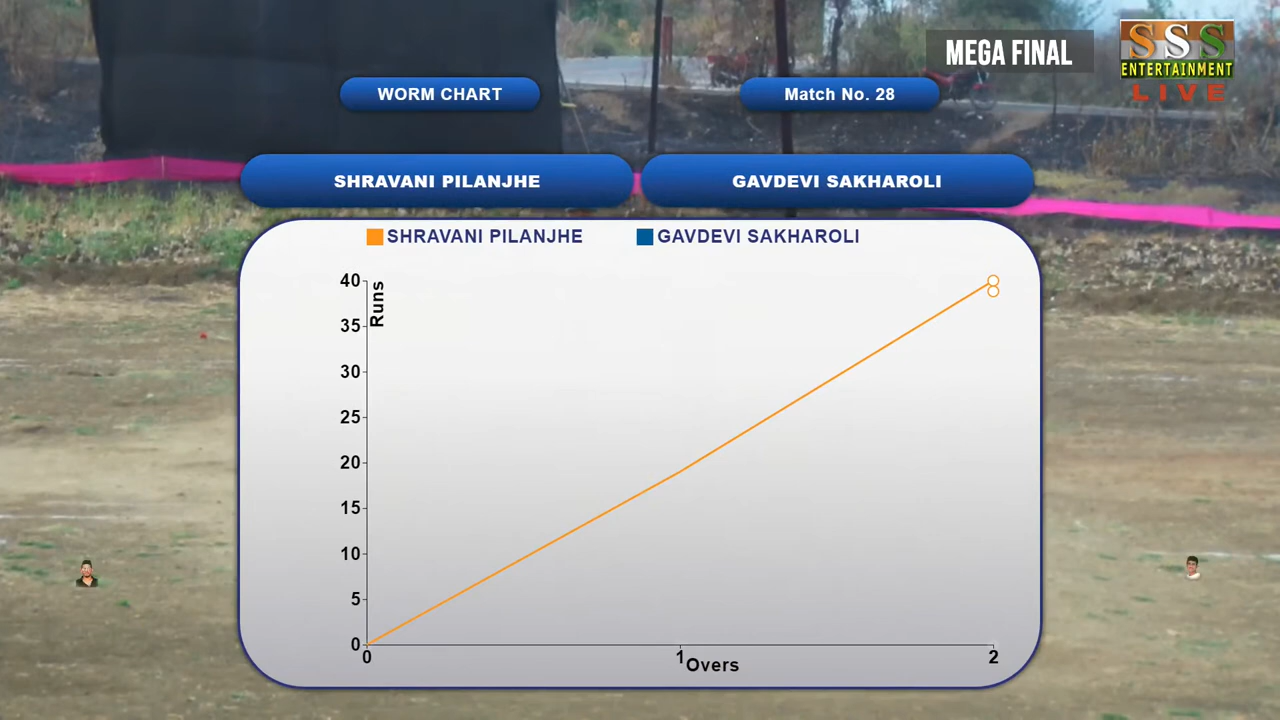 MEGA FINAL
SSS
ENTERTAINMENT
LIVE
WORM CHART
Match No. 28
SHRAVANI PILANJHE
GAVDEVI SAKHAROLI
SHRAVANI PILANJHE
GAVDEVI SAKHAROLI
Runs
40
35
30
25
20
15
10
5
0
0
1
2
Overs